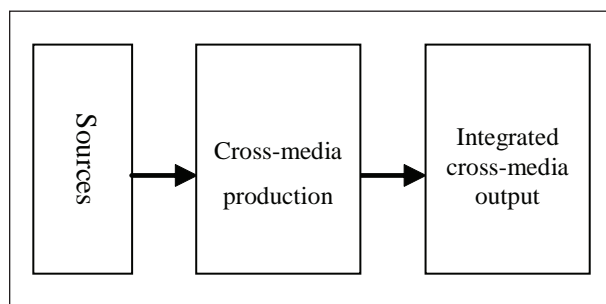 Sources
Cross-media
production
Integrated
cross-media
output